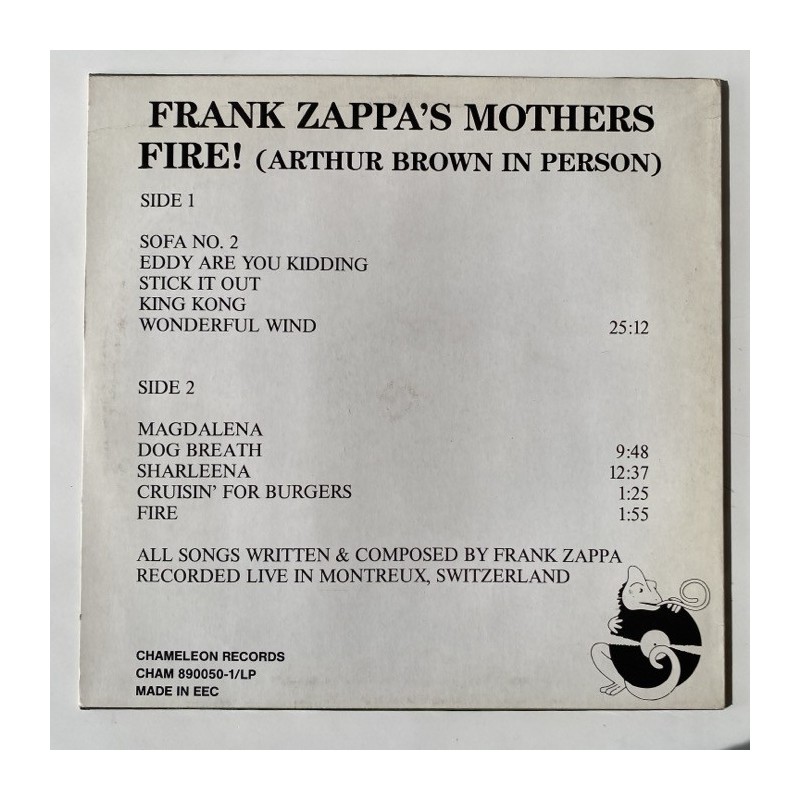 FRANK ZAPPA'S MOTHERS
FIRE! (ARTHUR BROWN IN PERSON)
SIDE 1
SOFA NO. 2
EDDY ARE YOU KIDDING
STICK IT OUT
KING KONG
WONDERFUL WIND 25:12
SIDE 2
MAGDALENA
DOG BREATH 9:48
SHARLEENA 12:37
CRUISIN' FOR BURGERS 1:25
FIRE 1:55
ALL SONGS WRITTEN & COMPOSED BY FRANK ZAPPA
RECORDED LIVE IN MONTREUX, SWITZERLAND
CHAMELEON RECORDS
CHAM 890050-1/LP
MADE IN EEC